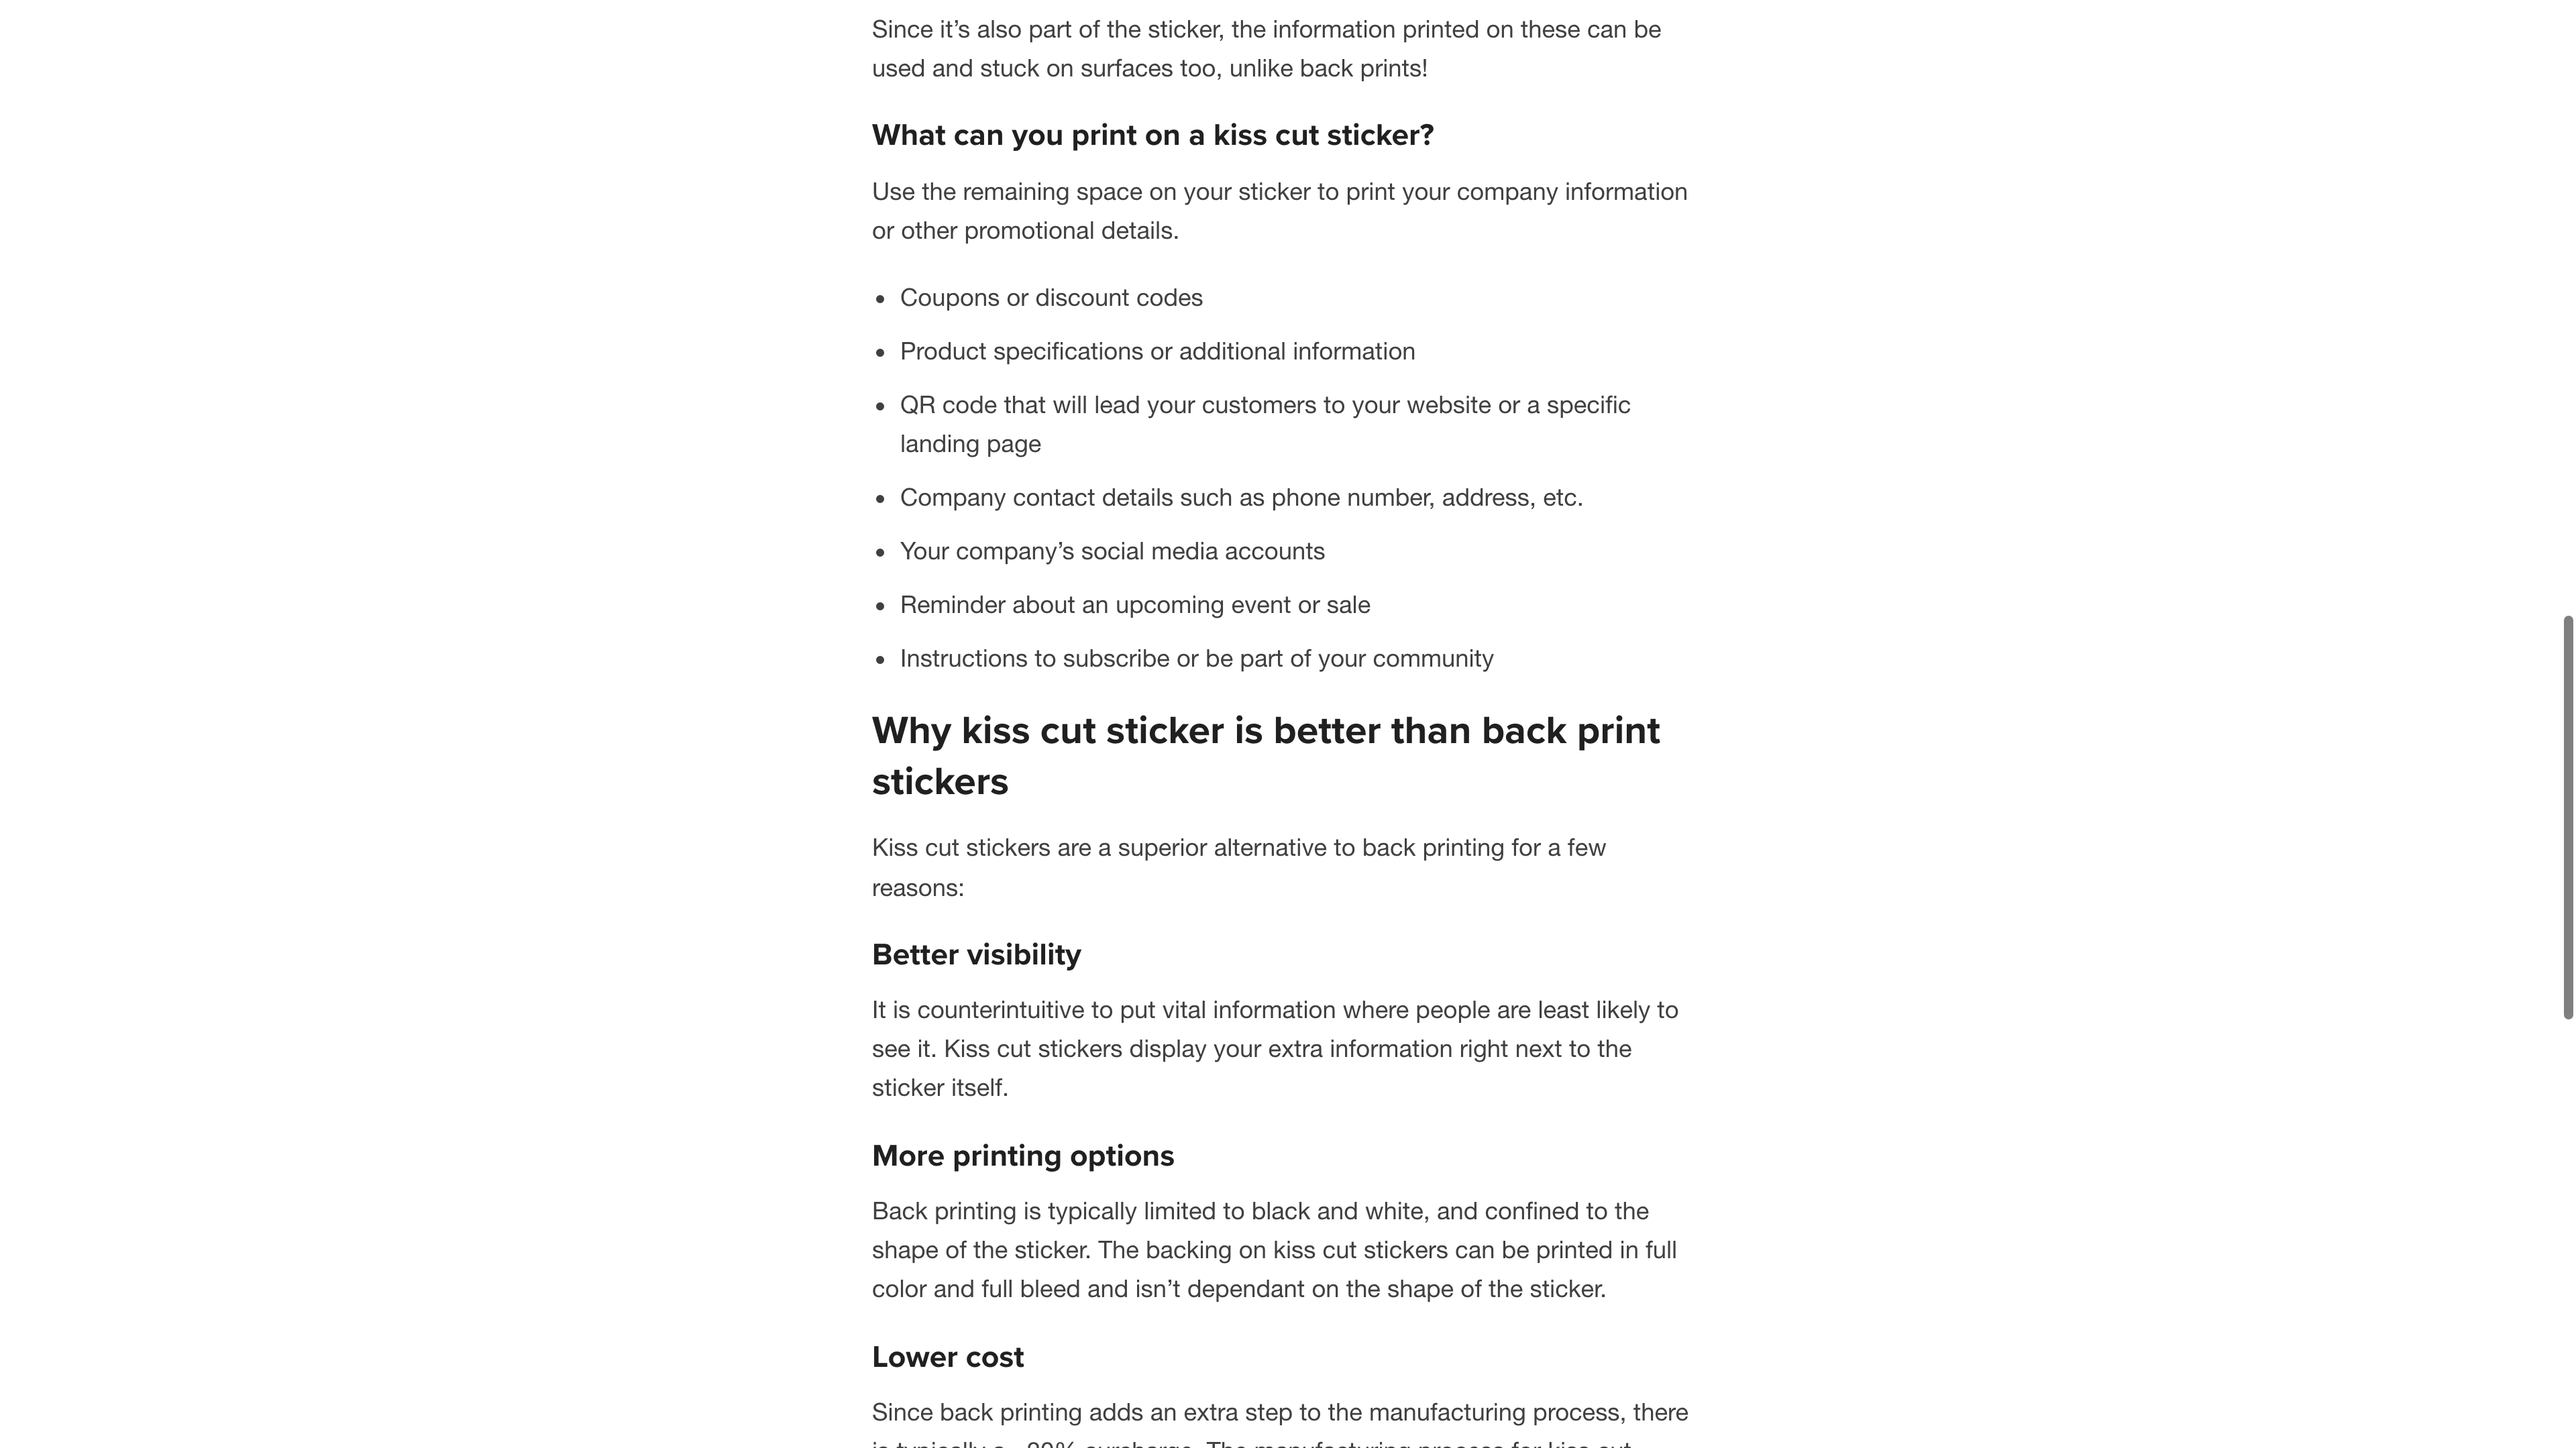 Since it’s also part of the sticker, the information printed on these can be
used and stuck on surfaces too, unlike back prints!
What can you print on a kiss cut sticker?
Use the remaining space on your sticker to print your company information
or other promotional details.
Coupons or discount codes
Product specifications or additional information
QR code that will lead your customers to your website or a specific
landing page
Company contact details such as phone number, address, etc.
Your company’s social media accounts
Reminder about an upcoming event or sale
Instructions to subscribe or be part of your community
Why kiss cut sticker is better than back print
stickers
Kiss cut stickers are a superior alternative to back printing for a few
reasons:
Better visibility
It is counterintuitive to put vital information where people are least likely to
see it. Kiss cut stickers display your extra information right next to the
sticker itself.
More printing options
Back printing is typically limited to black and white, and confined to the
shape of the sticker. The backing on kiss cut stickers can be printed in full
color and full bleed and isn’t dependant on the shape of the sticker.
Lower cost
Since back printing adds an extra step to the manufacturing process, there
is typically a surcharge. The manufacturing process for kiss cut